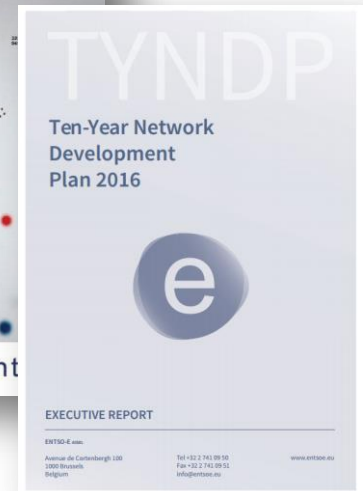 TYNDP
Ten-Year Network
Development
Plan 2016
e
nt
EXECUTIVE REPORT
ENTSO-E AISBL
Avenue de Cortenbergh 100
1000 Brussels
Belgium
Tel +32 2 741 09 50
Fax +32 2 741 09 51
info@entsoe.eu
www.entsoe.eu